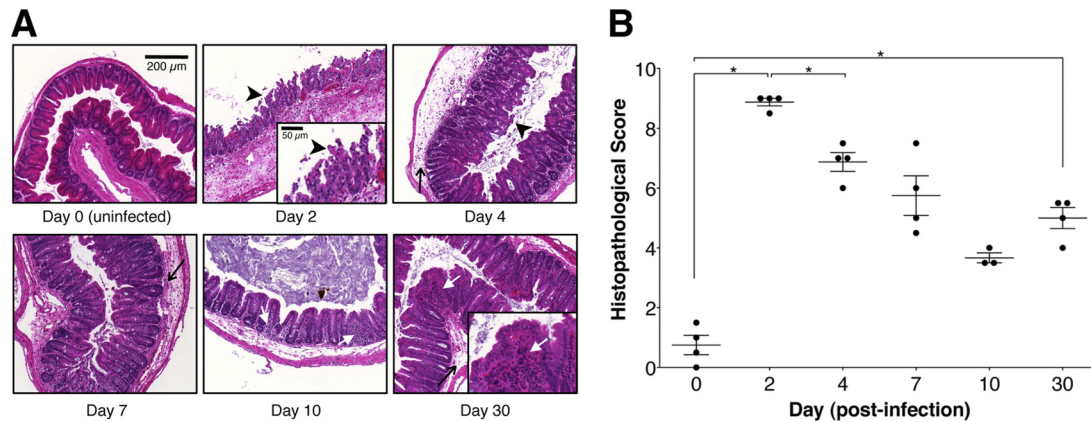 A
200 µm
50 µm
Day 0 (uninfected)
Day 2
Day 4
Day 7
Day 10
Day 30
B
*
* *
10
8
6
4
2
0
Histopathological Score
0 2 4 7 10 30
Day (post-infection)